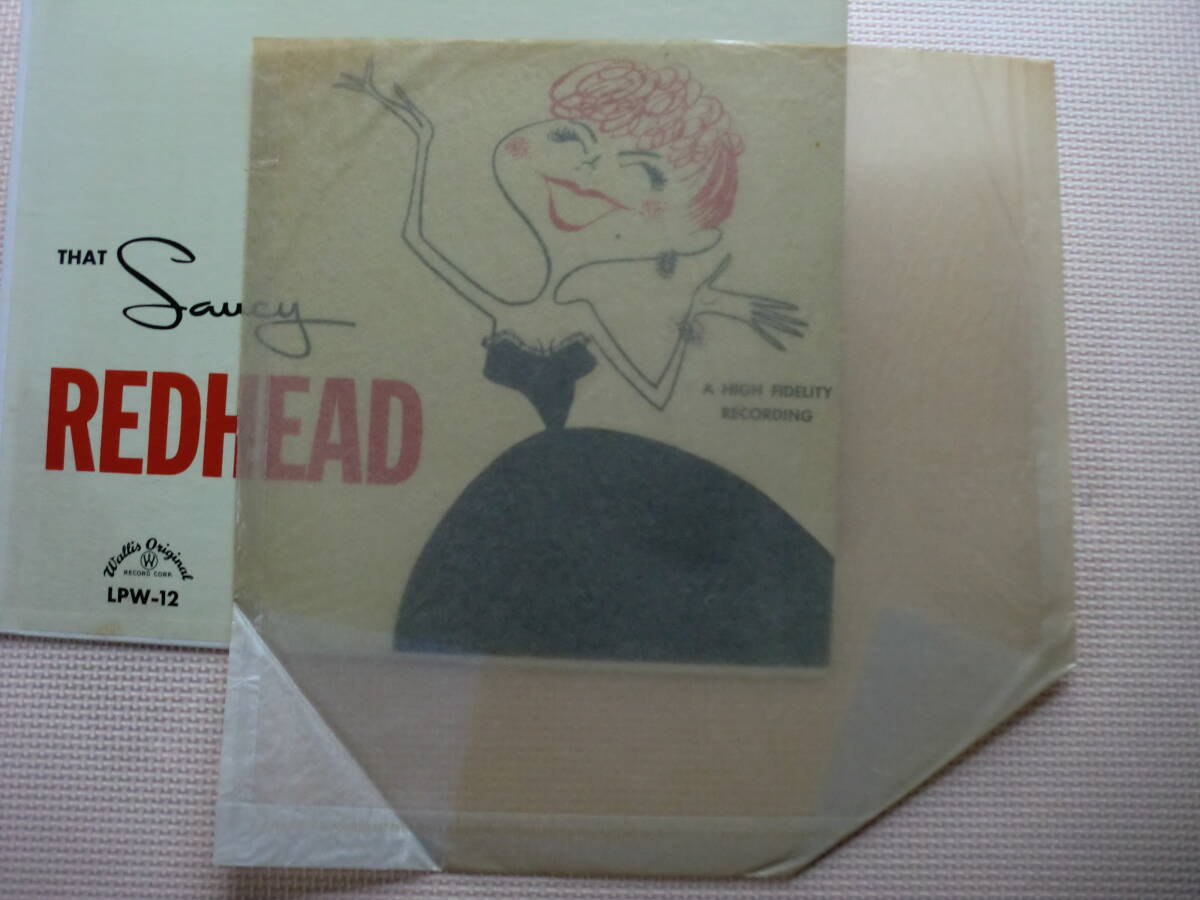 THAT Saucy
REDHEAD
A HIGH FIDELITY
RECORDING
Wallis Original
W
RECORD CORP.
LPW-12